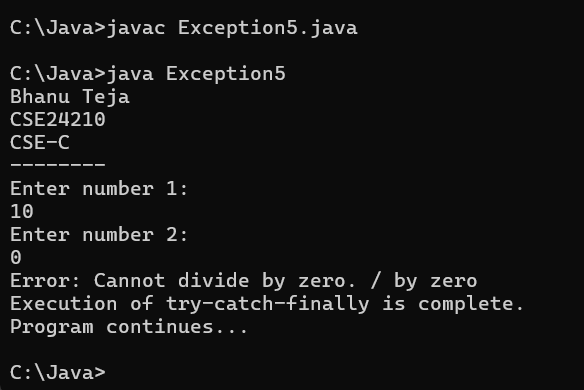 C:\Java>javac Exception5.java
C:\Java>java Exception5
Bhanu Teja
CSE24210
CSE-C
--------
Enter number 1:
10
Enter number 2:
0
Error: Cannot divide by zero. / by zero
Execution of try-catch-finally is complete.
Program continues...
C:\Java>